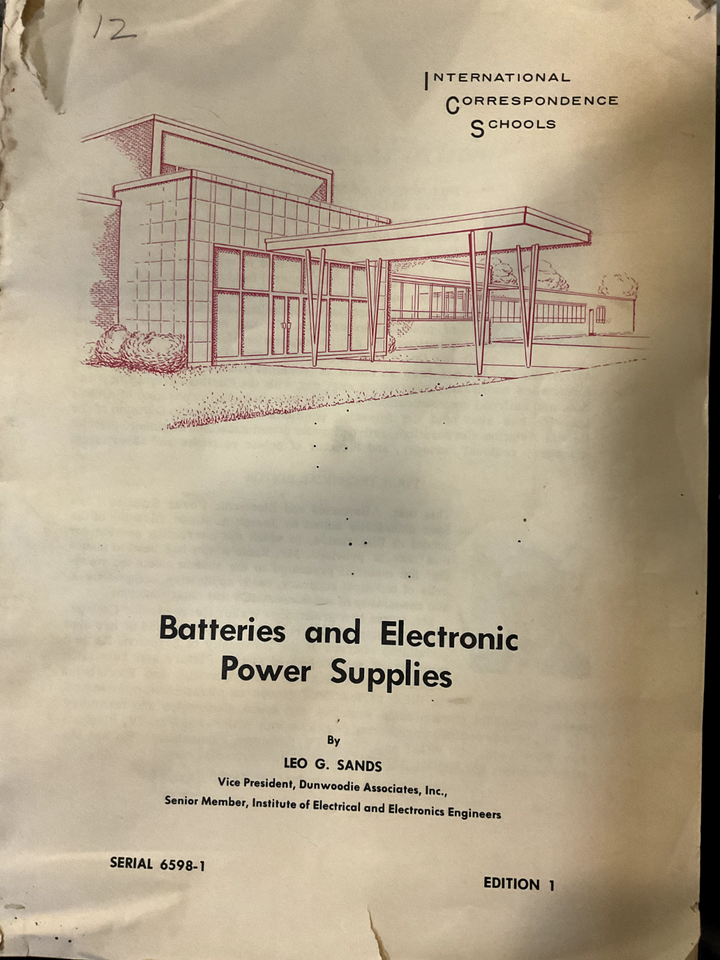 12
INTERNATIONAL
CORRESPONDENCE
SCHOOLS
Batteries and Electronic
Power Supplies
By
LEO G. SANDS
Vice President, Dunwoodie Associates, Inc.,
Senior Member, Institute of Electrical and Electronics Engineers
SERIAL 6598-1
EDITION 1